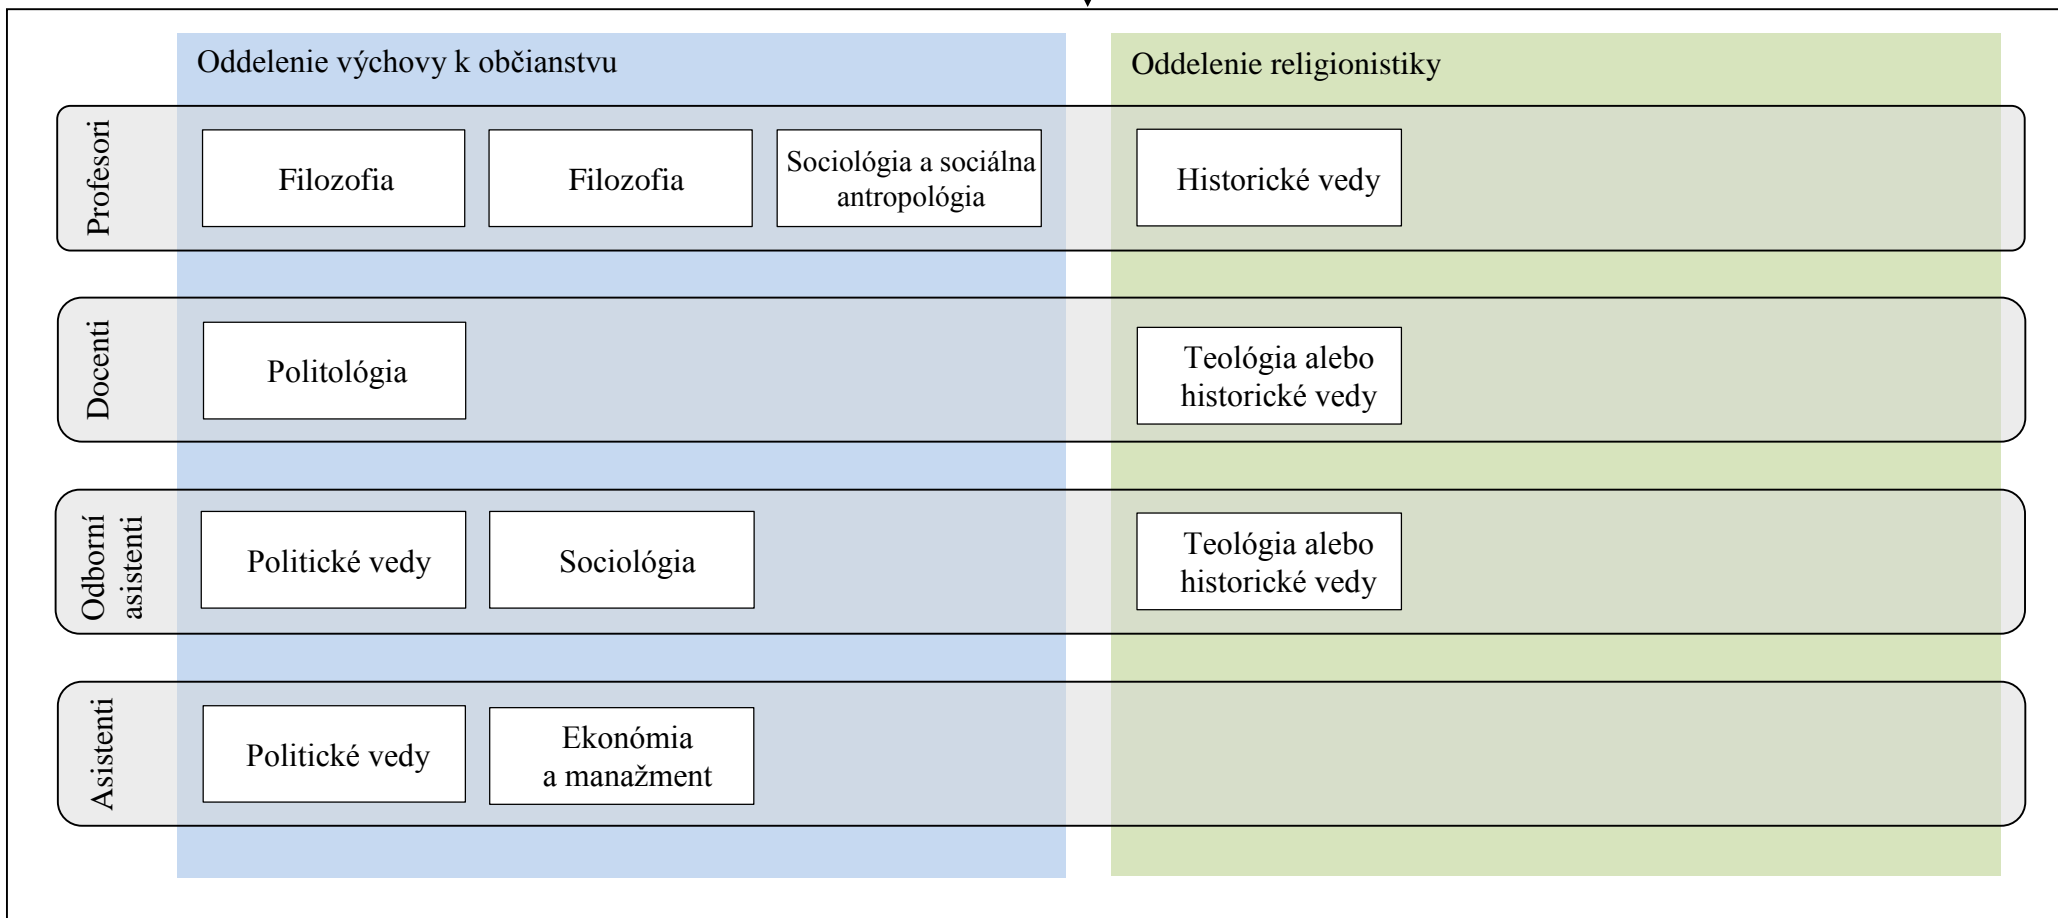 Oddelenie výchovy k občianstvu
Oddelenie religionistiky
Profesori
Filozofia
Filozofia
Sociológia a sociálna
antropológia
Historické vedy
Docenti
Politológia
Teológia alebo
historické vedy
Odborní
asistenti
Politické vedy
Sociológia
Teológia alebo
historické vedy
Asistenti
Politické vedy
Ekonómia
a manažment